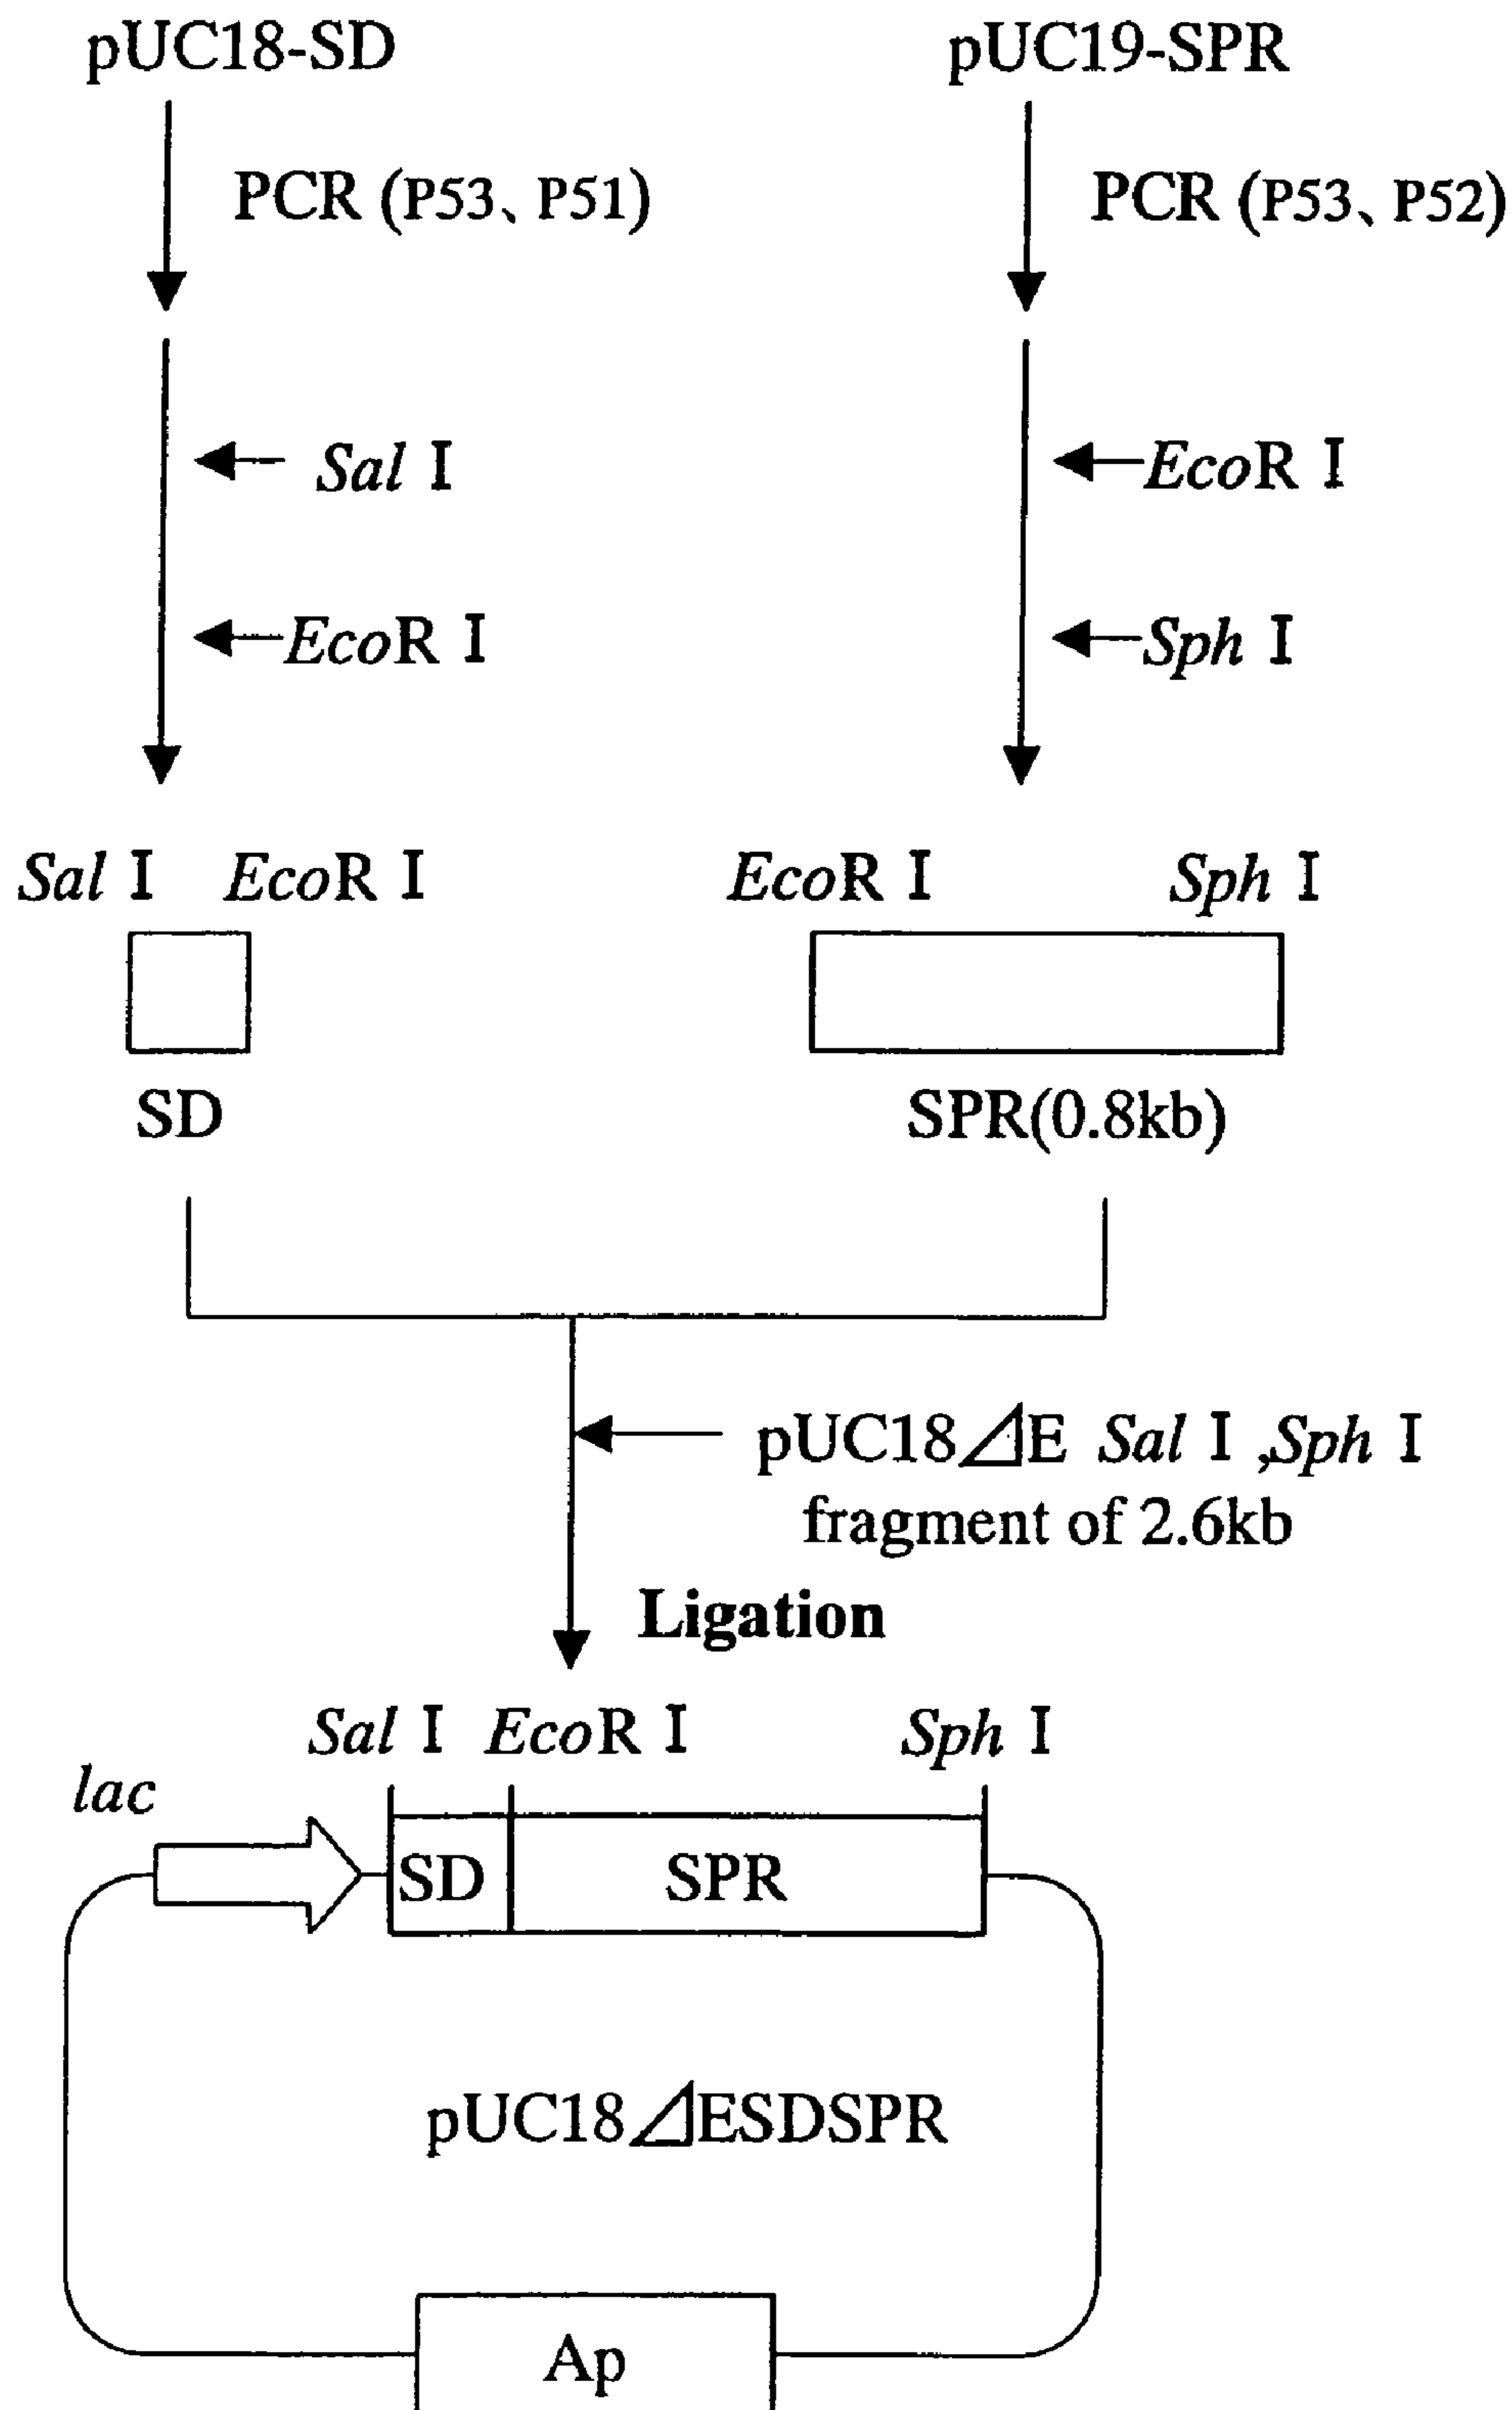 pUC18-SD pUC19-SPR
PCR (P53、P51) PCR (P53、P52)
Sal I EcoR I
EcoR I Sph I
Sal I EcoR I EcoR I Sph I
SD SPR(0.8kb)
pUC18⊿E Sal I ,Sph I
fragment of 2.6kb
Ligation
Sal I EcoR I Sph I
lac
SD SPR
pUC18⊿ESDSPR
Ap